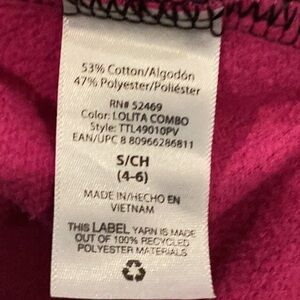 53% Cotton/Algodón
47% Polyester/Poliéster
RN# 52469
Color: LOLITA COMBO
Style: TTL49010PV
EAN/UPC 8 80966286811
S/CH
(4-6)
MADE IN/HECHO EN
VIETNAM
THIS LABEL YARN IS MADE
OUT OF 100% RECYCLED
POLYESTER MATERIALS